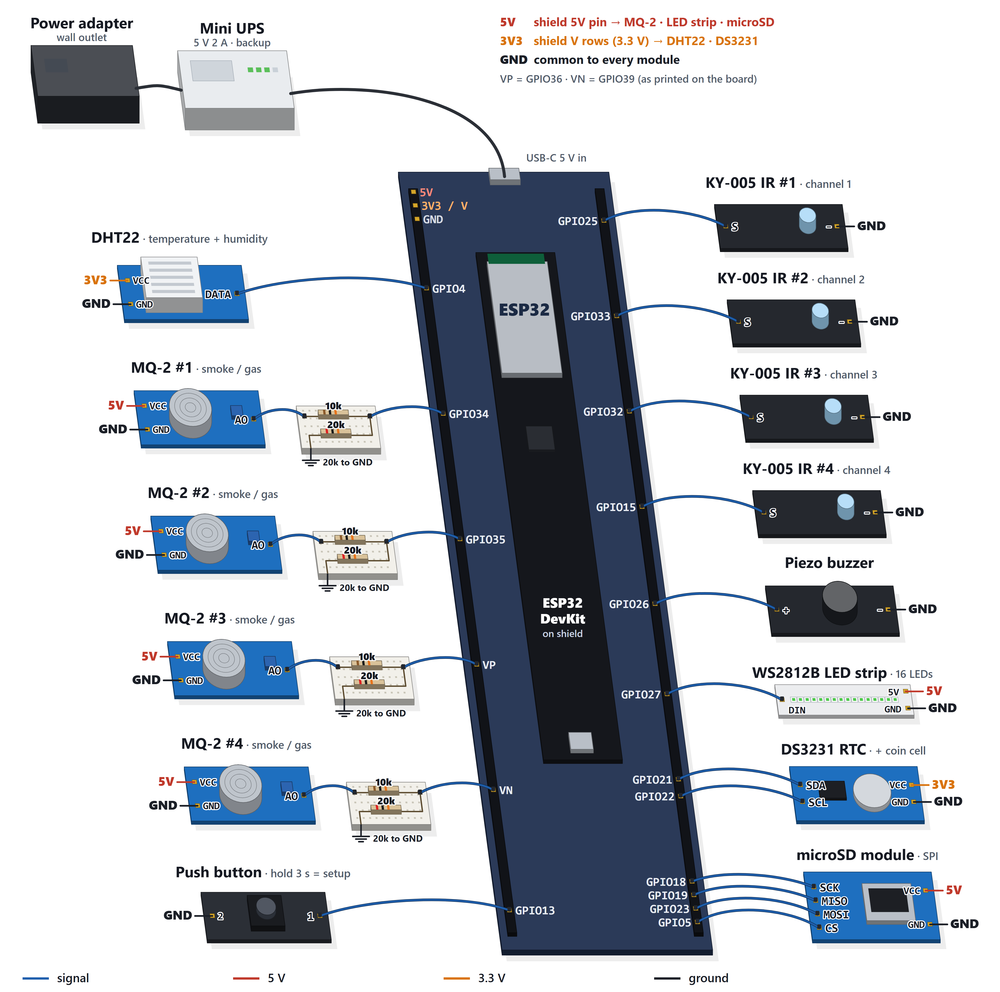 Power adapter
wall outlet
Mini UPS
5 V 2 A · backup
5V shield 5V pin → MQ-2 · LED strip · microSD
3V3 shield V rows (3.3 V) → DHT22 · DS3231
GND common to every module
VP = GPIO36 · VN = GPIO39 (as printed on the board)
USB-C 5 V in
5V
3V3 / V
GND
DHT22 · temperature + humidity
3V3 VCC
GND GND
DATA
GPIO4
MQ-2 #1 · smoke / gas
5V VCC
GND GND
AO
10k
20k
20k to GND
GPIO34
MQ-2 #2 · smoke / gas
5V VCC
GND GND
AO
10k
20k
20k to GND
GPIO35
MQ-2 #3 · smoke / gas
5V VCC
GND GND
AO
10k
20k
20k to GND
VP
MQ-2 #4 · smoke / gas
5V VCC
GND GND
AO
10k
20k
20k to GND
VN
Push button · hold 3 s = setup
GND 2
1
GPIO13
ESP32
ESP32
DevKit
on shield
KY-005 IR #1 · channel 1
GPIO25
S
- GND
KY-005 IR #2 · channel 2
GPIO33
S
- GND
KY-005 IR #3 · channel 3
GPIO32
S
- GND
KY-005 IR #4 · channel 4
GPIO15
S
- GND
Piezo buzzer
GPIO26
+
- GND
WS2812B LED strip · 16 LEDs
GPIO27
DIN
5V 5V
GND GND
DS3231 RTC · + coin cell
GPIO21
GPIO22
SDA
SCL
VCC 3V3
GND GND
microSD module · SPI
GPIO18
GPIO19
GPIO23
GPIO5
SCK
MISO
MOSI
CS
VCC 5V
GND GND
signal
5 V
3.3 V
ground